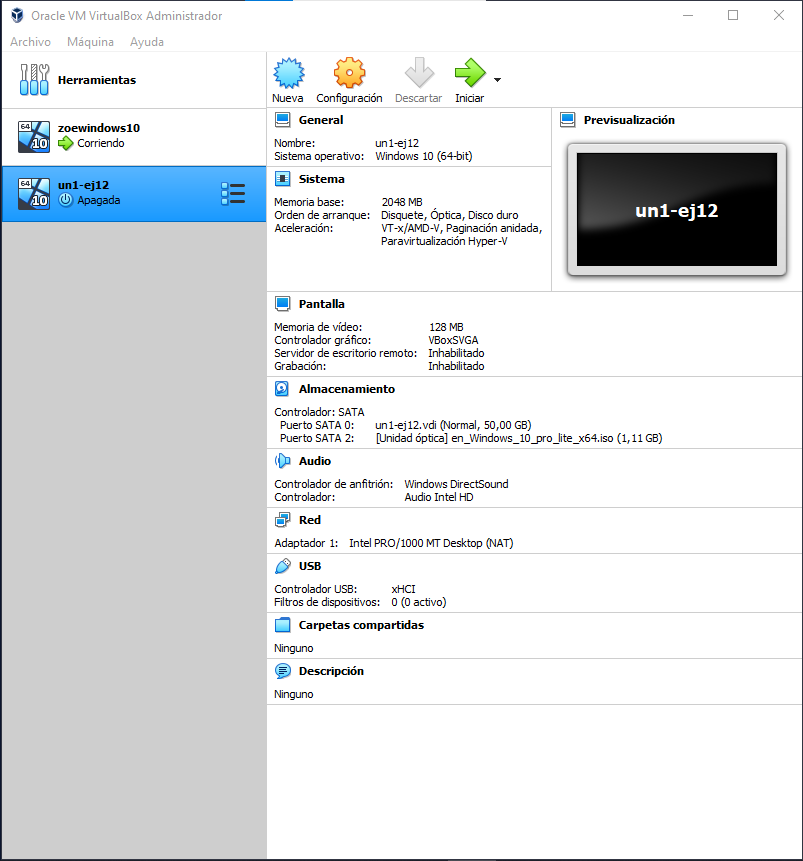 Oracle VM VirtualBox Administrador
Archivo Máquina Ayuda
Herramientas
Nueva Configuración Descartar Iniciar
64 10 zoewindows10
Corriendo
64 10 un1-ej12
Apagada
General
Nombre: un1-ej12
Sistema operativo: Windows 10 (64-bit)
Previsualización
un1-ej12
Sistema
Memoria base: 2048 MB
Orden de arranque: Disquete, Óptica, Disco duro
Aceleración: VT-x/AMD-V, Paginación anidada,
Paravirtualización Hyper-V
Pantalla
Memoria de vídeo: 128 MB
Controlador gráfico: VBoxSVGA
Servidor de escritorio remoto: Inhabilitado
Grabación: Inhabilitado
Almacenamiento
Controlador: SATA
Puerto SATA 0: un1-ej12.vdi (Normal, 50,00 GB)
Puerto SATA 2: [Unidad óptica] en_Windows_10_pro_lite_x64.iso (1,11 GB)
Audio
Controlador de anfitrión: Windows DirectSound
Controlador: Audio Intel HD
Red
Adaptador 1: Intel PRO/1000 MT Desktop (NAT)
USB
Controlador USB: xHCI
Filtros de dispositivos: 0 (0 activo)
Carpetas compartidas
Ninguno
Descripción
Ninguno